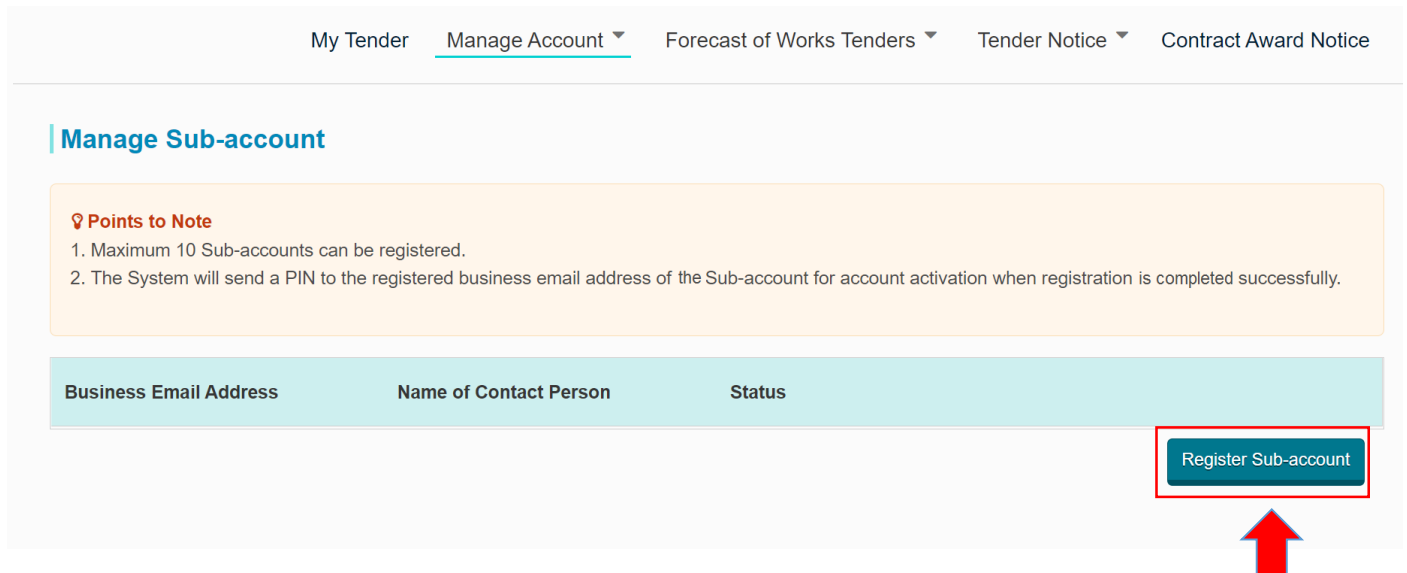 My Tender Manage Account Forecast of Works Tenders Tender Notice Contract Award Notice
Manage Sub-account
Points to Note
1. Maximum 10 Sub-accounts can be registered.
2. The System will send a PIN to the registered business email address of the Sub-account for account activation when registration is completed successfully.
Business Email Address Name of Contact Person Status
Register Sub-account